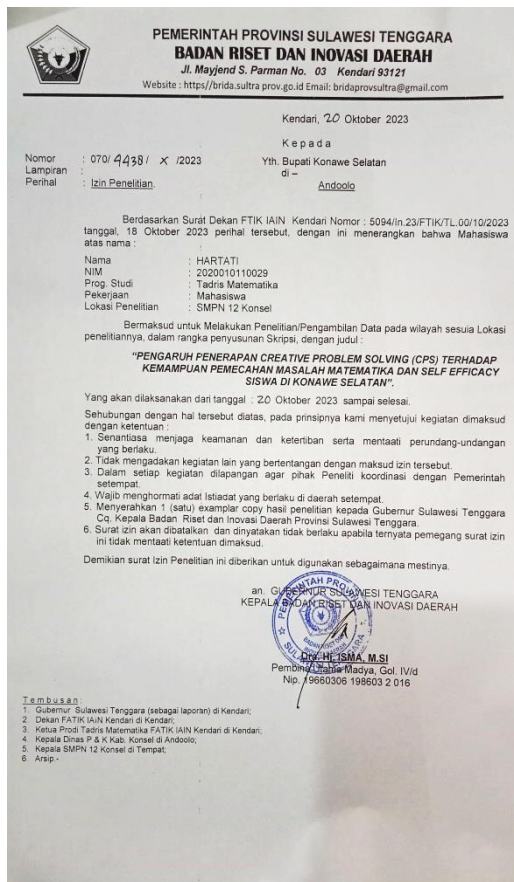 PEMERINTAH PROVINSI SULAWESI TENGGARA
BADAN RISET DAN INOVASI DAERAH
Jl. Mayjend S. Parman No. 03 Kendari 93121
Website : https//brida.sultra prov.go.id Email: bridaprovsultra@gmail.com
Kendari, 20 Oktober 2023
Kepada
Nomor : 070/ 4438 / X /2023
Yth. Bupati Konawe Selatan
Lampiran :
di –
Perihal : Izin Penelitian.
Andoolo
Berdasarkan Surat Dekan FTIK IAIN Kendari Nomor : 5094/In.23/FTIK/TL.00/10/2023
tanggal, 18 Oktober 2023 perihal tersebut, dengan ini menerangkan bahwa Mahasiswa
atas nama :
Nama : HARTATI
NIM : 2020010110029
Prog. Studi : Tadris Matematika
Pekerjaan : Mahasiswa
Lokasi Penelitian : SMPN 12 Konsel
Bermaksud untuk Melakukan Penelitian/Pengambilan Data pada wilayah sesuia Lokasi
penelitiannya, dalam rangka penyusunan Skripsi, dengan judul :
"PENGARUH PENERAPAN CREATIVE PROBLEM SOLVING (CPS) TERHADAP
KEMAMPUAN PEMECAHAN MASALAH MATEMATIKA DAN SELF EFFICACY
SISWA DI KONAWE SELATAN".
Yang akan dilaksanakan dari tanggal : 20 Oktober 2023 sampai selesai.
Sehubungan dengan hal tersebut diatas, pada prinsipnya kami menyetujui kegiatan dimaksud
dengan ketentuan :
1. Senantiasa menjaga keamanan dan ketertiban serta mentaati perundang-undangan
yang berlaku.
2. Tidak mengadakan kegiatan lain yang bertentangan dengan maksud izin tersebut.
3. Dalam setiap kegiatan dilapangan agar pihak Peneliti koordinasi dengan Pemerintah
setempat.
4. Wajib menghormati adat Istiadat yang berlaku di daerah setempat.
5. Menyerahkan 1 (satu) examplar copy hasil penelitian kepada Gubernur Sulawesi Tenggara
Cq. Kepala Badan Riset dan Inovasi Daerah Provinsi Sulawesi Tenggara.
6. Surat izin akan dibatalkan dan dinyatakan tidak berlaku apabila ternyata pemegang surat izin
ini tidak mentaati ketentuan dimaksud.
Demikian surat Izin Penelitian ini diberikan untuk digunakan sebagaimana mestinya.
an. GUBERNUR SULAWESI TENGGARA
KEPALA BADAN RISET DAN INOVASI DAERAH
Dra. Hj. ISMA, M.SI
Pembina Utama Madya, Gol. IV/d
Nip. 19660306 198603 2 016
Tembusan:
1. Gubernur Sulawesi Tenggara (sebagai laporan) di Kendari;
2. Dekan FATIK IAIN Kendari di Kendari;
3. Ketua Prodi Tadris Matematika FATIK IAIN Kendari di Kendari;
4. Kepala Dinas P & K Kab. Konsel di Andoolo;
5. Kepala SMPN 12 Konsel di Tempat;
6. Arsip.-